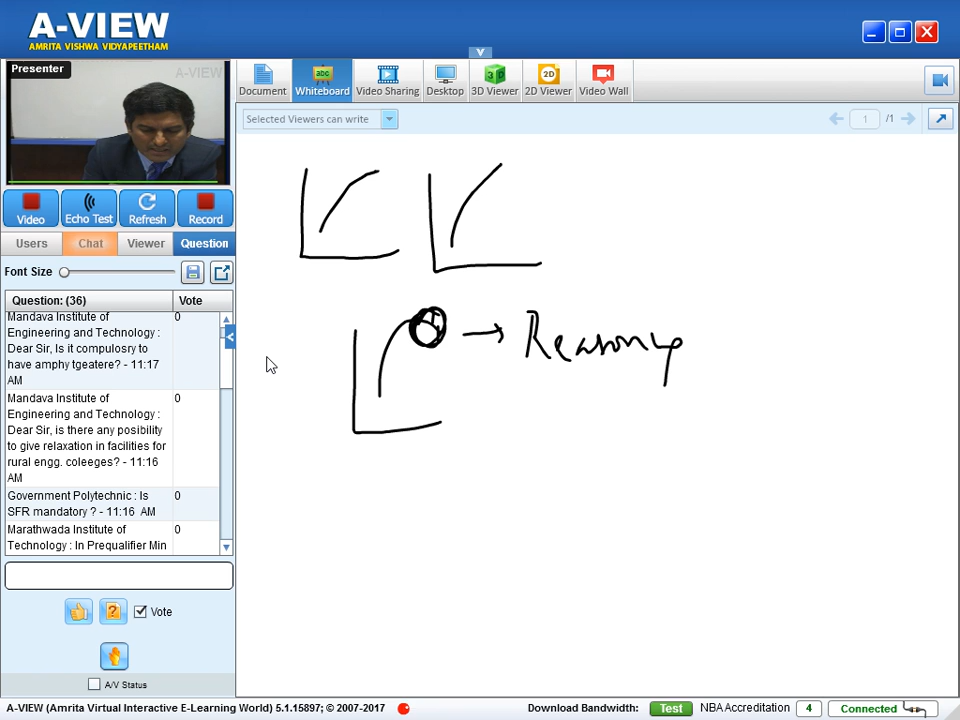 A-VIEW
AMRITA VISHWA VIDYAPEETHAM
Presenter
A-VIEW
Document
abc
Whiteboard
Video Sharing
Desktop
3D
3D Viewer
2D
2D Viewer
Video Wall
Selected Viewers can write
1 /1
Video
Echo Test
Refresh
Record
Users
Chat
Viewer
Question
Font Size
Question: (36) Vote
Mandava Institute of 0
Engineering and Technology :
Dear Sir, Is it compulosry to
have amphy tgeatere? - 11:17
AM
Mandava Institute of 0
Engineering and Technology :
Dear Sir, is there any posibility
to give relaxation in facilities for
rural engg. coleeges? - 11:16
AM
Government Polytechnic : Is 0
SFR mandatory ? - 11:16 AM
Marathwada Institute of 0
Technology : In Prequalifier Min
Vote
A/V Status
A-VIEW (Amrita Virtual Interactive E-Learning World) 5.1.15897; © 2007-2017
Download Bandwidth: Test NBA Accreditation 4 Connected